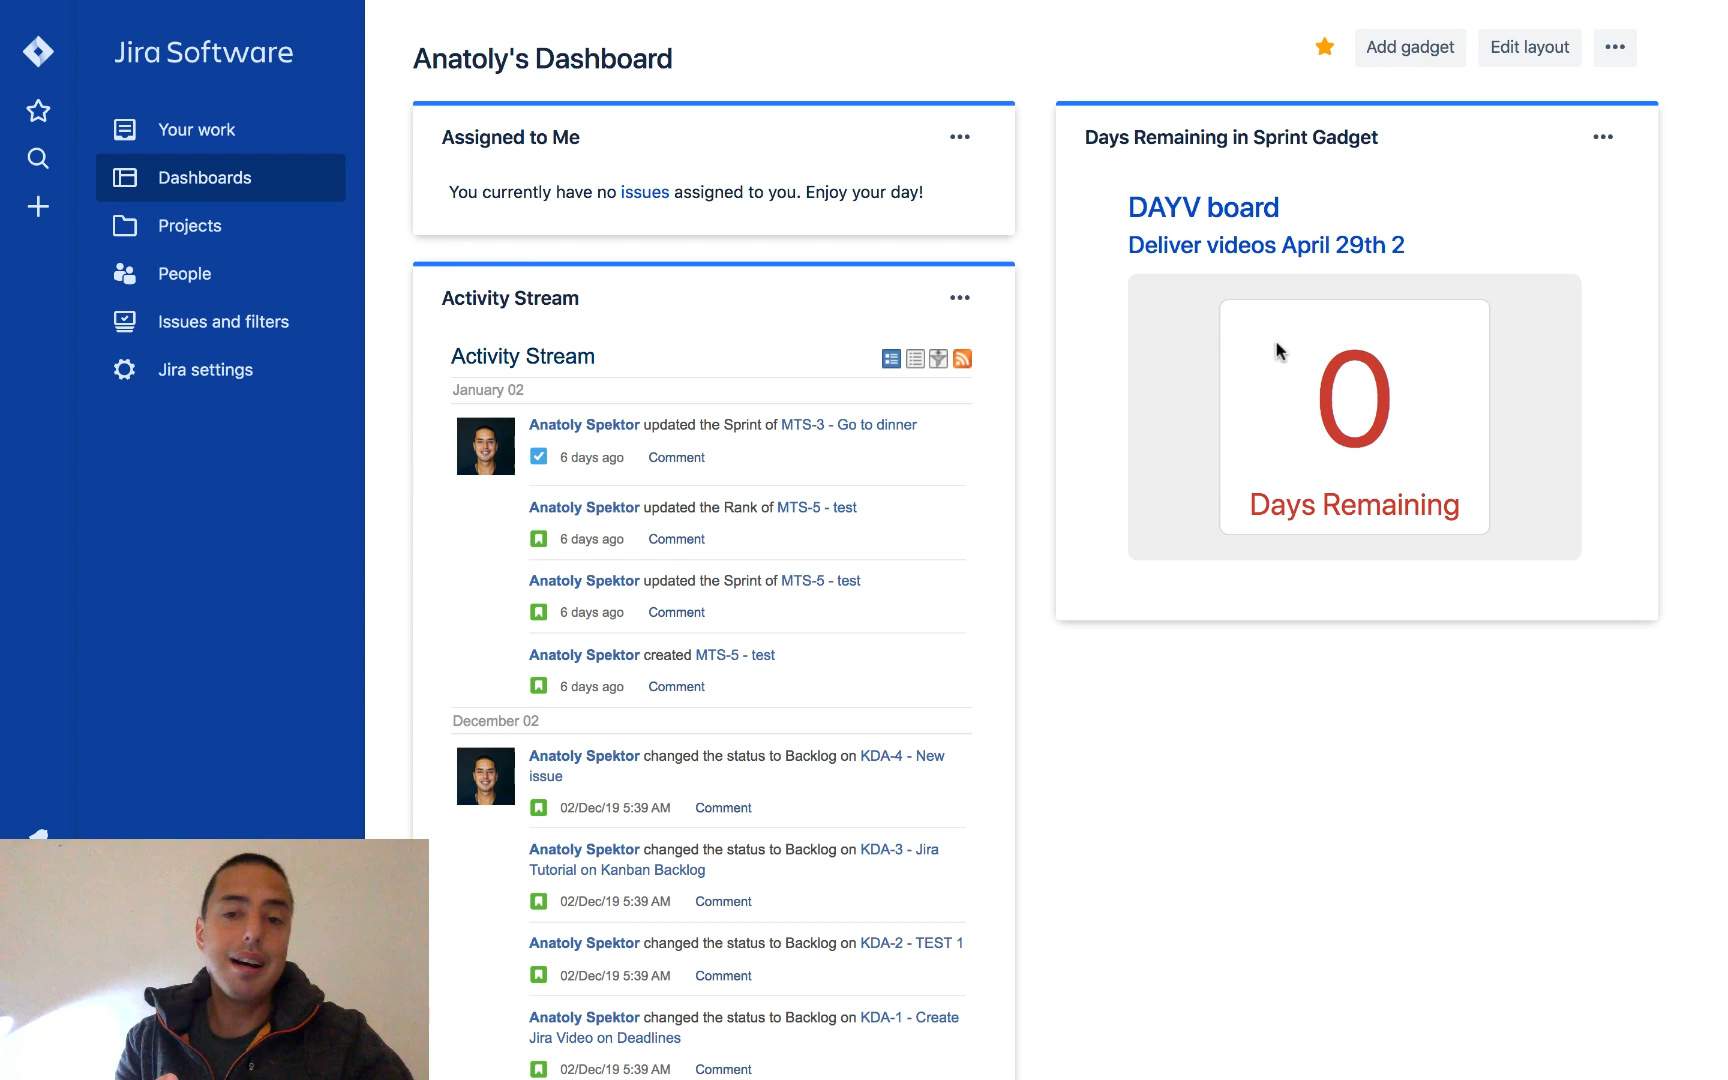 Jira Software
Your work
Dashboards
Projects
People
Issues and filters
Jira settings
Anatoly's Dashboard
Add gadget
Edit layout
Assigned to Me
You currently have no issues assigned to you. Enjoy your day!
Activity Stream
Activity Stream
January 02
Anatoly Spektor updated the Sprint of MTS-3 - Go to dinner
6 days ago Comment
Anatoly Spektor updated the Rank of MTS-5 - test
6 days ago Comment
Anatoly Spektor updated the Sprint of MTS-5 - test
6 days ago Comment
Anatoly Spektor created MTS-5 - test
6 days ago Comment
December 02
Anatoly Spektor changed the status to Backlog on KDA-4 - New
issue
02/Dec/19 5:39 AM Comment
Anatoly Spektor changed the status to Backlog on KDA-3 - Jira
Tutorial on Kanban Backlog
02/Dec/19 5:39 AM Comment
Anatoly Spektor changed the status to Backlog on KDA-2 - TEST 1
02/Dec/19 5:39 AM Comment
Anatoly Spektor changed the status to Backlog on KDA-1 - Create
Jira Video on Deadlines
02/Dec/19 5:39 AM Comment
Days Remaining in Sprint Gadget
DAYV board
Deliver videos April 29th 2
0
Days Remaining